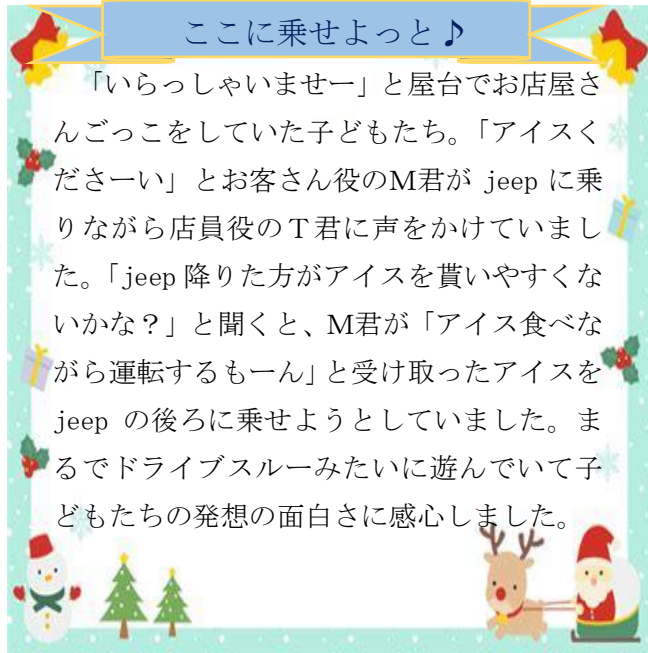 ここに乗せよっと♪
「いらっしゃいませー」と屋台でお店屋さ
んごっこをしていた子どもたち。「アイスく
ださーい」とお客さん役のM君が jeep に乗
りながら店員役のT君に声をかけていまし
た。「jeep 降りた方がアイスを貰いやすくな
いかな？」と聞くと、M君が「アイス食べな
がら運転するもーん」と受け取ったアイスを
jeep の後ろに乗せようとしていました。ま
るでドライブスルーみたいに遊んでいて子
どもたちの発想の面白さに感心しました。